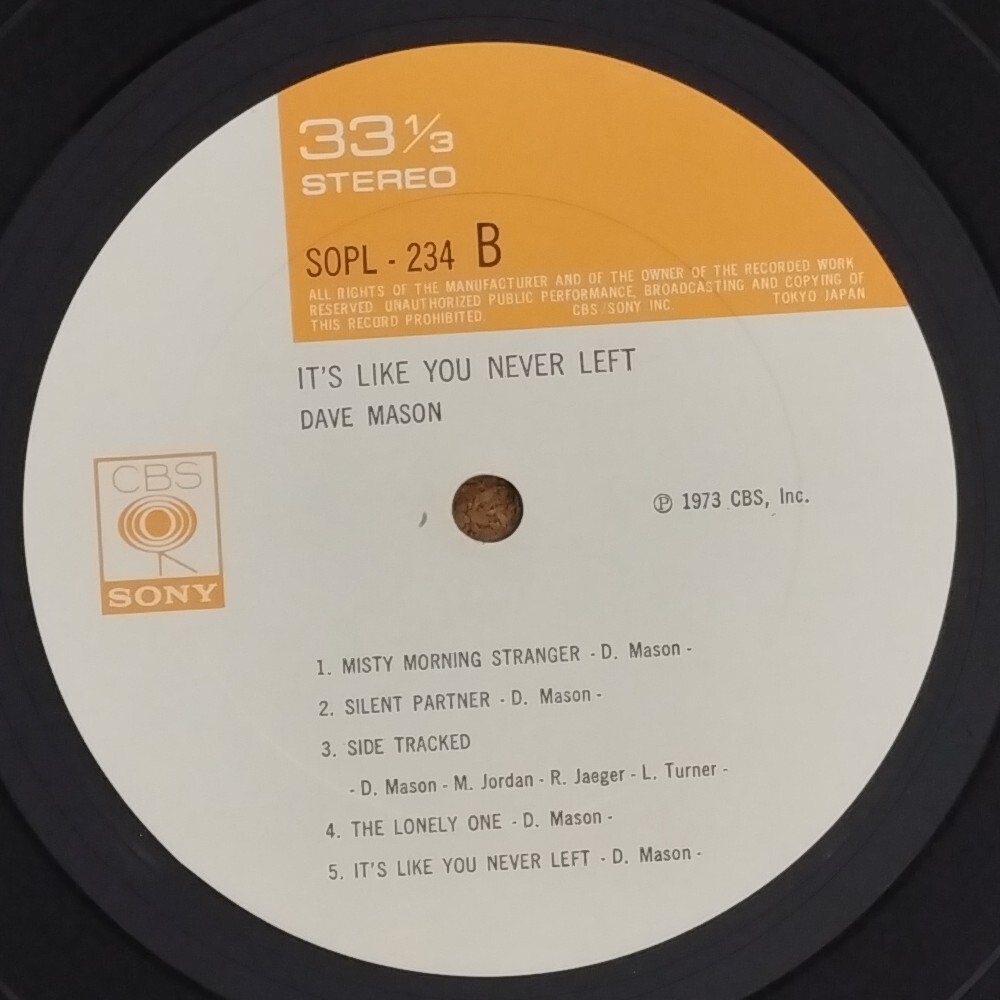 33 1/3
STEREO
SOPL - 234 B
ALL RIGHTS OF THE MANUFACTURER AND OF THE OWNER OF THE RECORDED WORK
RESERVED. UNAUTHORIZED PUBLIC PERFORMANCE, BROADCASTING AND COPYING OF
THIS RECORD PROHIBITED CBS/SONY INC. TOKYO JAPAN
IT'S LIKE YOU NEVER LEFT
DAVE MASON
CBS
SONY
℗ 1973 CBS, Inc.
1. MISTY MORNING STRANGER - D. Mason -
2. SILENT PARTNER - D. Mason -
3. SIDE TRACKED
- D. Mason - M. Jordan - R. Jaeger - L. Turner -
4. THE LONELY ONE - D. Mason -
5. IT'S LIKE YOU NEVER LEFT - D. Mason -